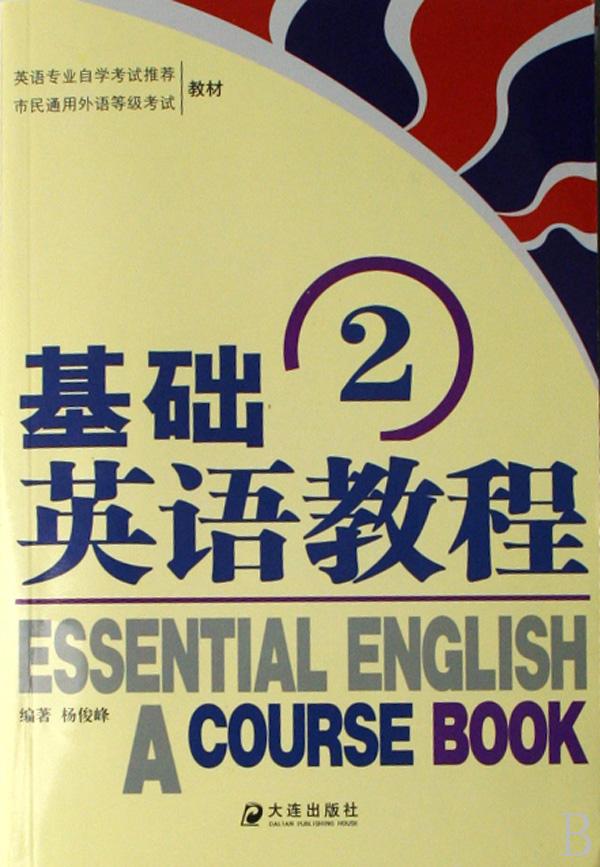 英语专业自学考试推荐
市民通用外语等级考试
教材
2
基础
英语教程
ESSENTIAL ENGLISH
编著 杨俊峰
A COURSE BOOK
大连出版社
DALIAN PUBLISHING HOUSE
B